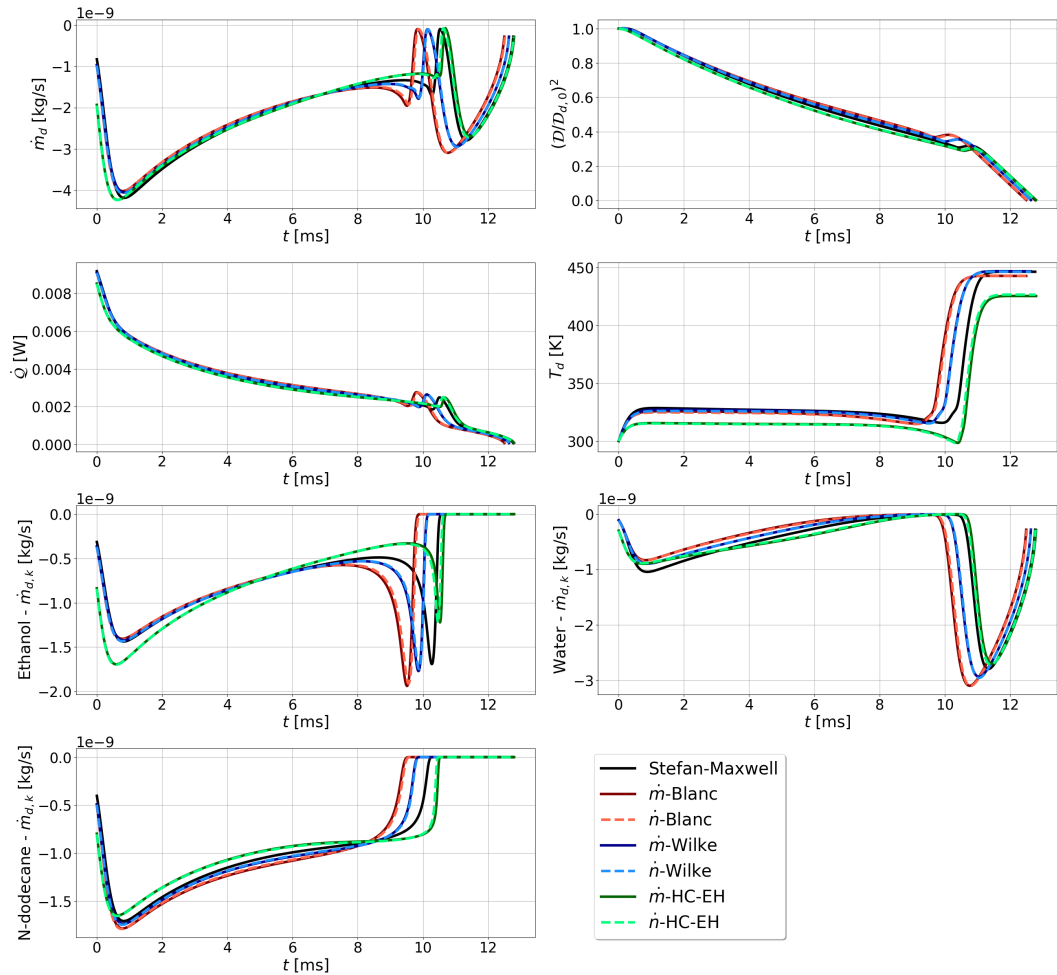 1e−9
0
−1
−2
−3
−4
ṁ_d [kg/s]
0 2 4 6 8 10 12
t [ms]
1.0
0.8
0.6
0.4
0.2
0.0
(D/D_{d,0})^2
0 2 4 6 8 10 12
t [ms]
0.008
0.006
0.004
0.002
0.000
Q̇ [W]
0 2 4 6 8 10 12
t [ms]
450
400
350
300
T_d [K]
0 2 4 6 8 10 12
t [ms]
1e−9
0.0
−0.5
−1.0
−1.5
−2.0
Ethanol - ṁ_{d,k} [kg/s]
0 2 4 6 8 10 12
t [ms]
1e−9
0
−1
−2
−3
Water - ṁ_{d,k} [kg/s]
0 2 4 6 8 10 12
t [ms]
1e−9
0.0
−0.5
−1.0
−1.5
N-dodecane - ṁ_{d,k} [kg/s]
0 2 4 6 8 10 12
t [ms]
Stefan-Maxwell
ṁ-Blanc
ṅ-Blanc
ṁ-Wilke
ṅ-Wilke
ṁ-HC-EH
ṅ-HC-EH